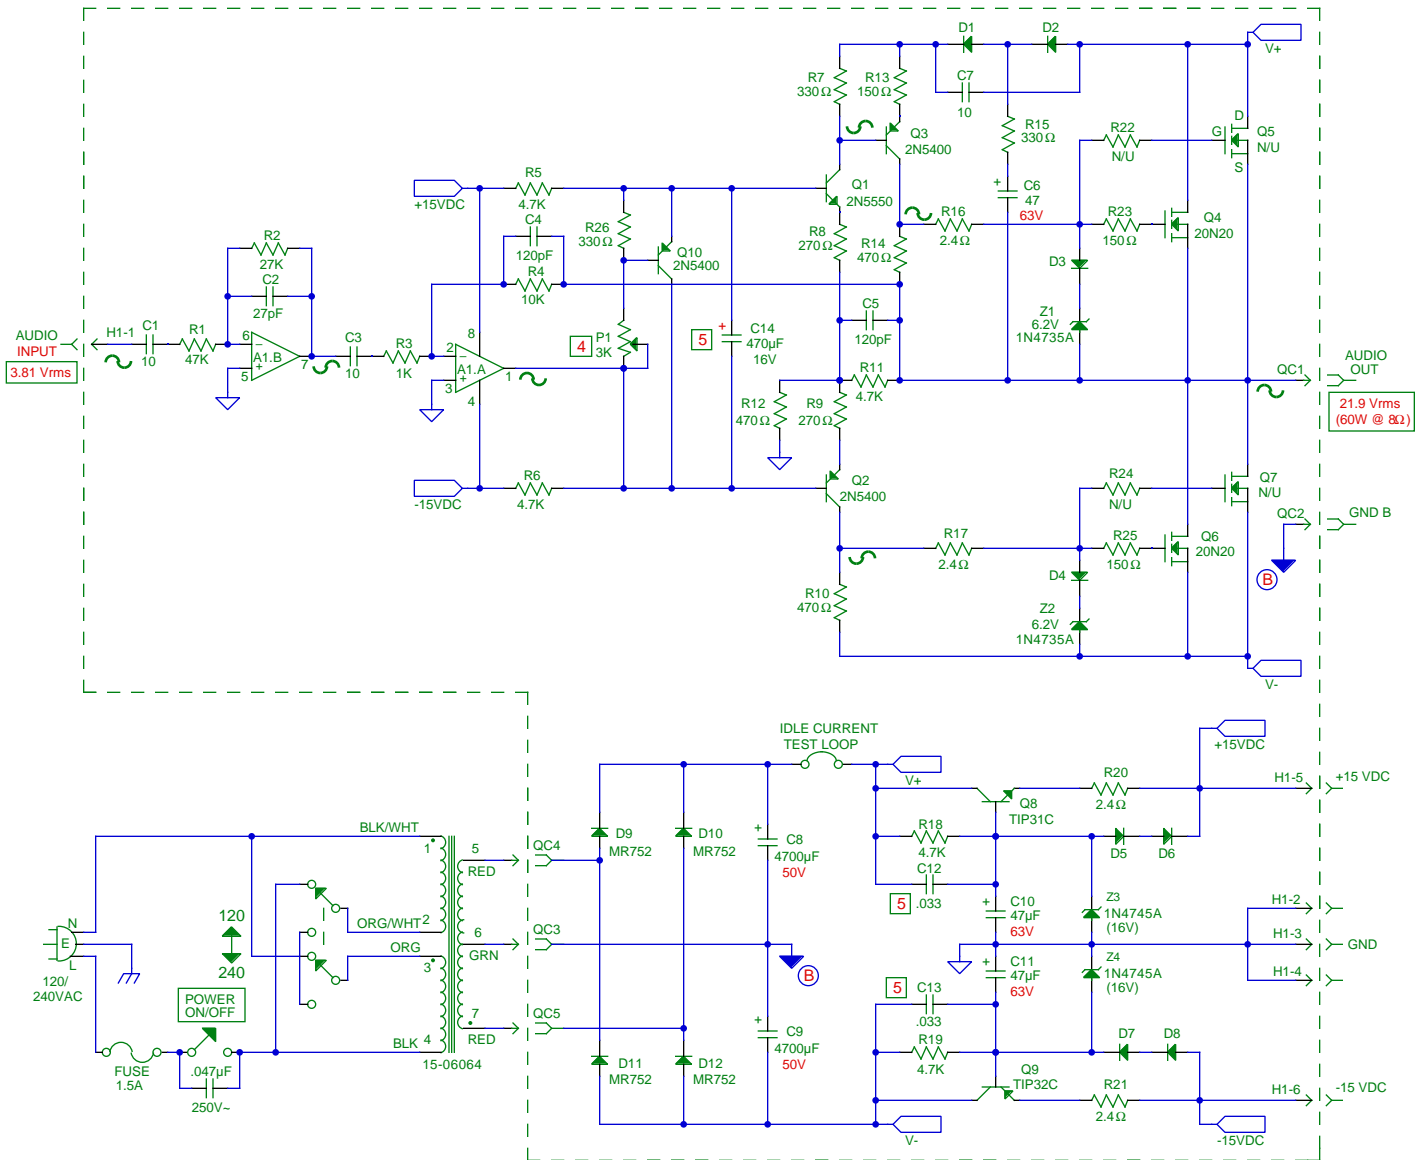 D1
D2
V+
R7
330Ω
R13
150Ω
C7
10
R15
330Ω
R22
N/U
D
G
S
Q5
N/U
Q3
2N5400
+15VDC
R5
4.7K
C4
120pF
R4
10K
R26
330Ω
Q10
2N5400
Q1
2N5550
R8
270Ω
R14
470Ω
C6
+
47
63V
R16
2.4Ω
R23
150Ω
Q4
20N20
D3
Z1
6.2V
1N4735A
R2
27K
C2
27pF
AUDIO
INPUT
3.81 Vrms
H1-1
C1
10
R1
47K
6
–
5
+
A1.B
7
C3
10
R3
1K
8
2
–
3
+
A1.A
1
4
4
P1
3K
5
+
C14
470µF
16V
C5
120pF
R11
4.7K
R12
470Ω
R9
270Ω
QC1
AUDIO
OUT
21.9 Vrms
(60W @ 8Ω)
-15VDC
R6
4.7K
Q2
2N5400
R24
N/U
Q7
N/U
QC2
GND B
B
R17
2.4Ω
R25
150Ω
Q6
20N20
R10
470Ω
D4
Z2
6.2V
1N4735A
V-
IDLE CURRENT
TEST LOOP
V+
+15VDC
H1-5
+15 VDC
R20
2.4Ω
Q8
TIP31C
R18
4.7K
D5
D6
C12
.033
5
BLK/WHT
1
5
RED
QC4
D9
MR752
D10
MR752
+
C8
4700µF
50V
+
C10
47µF
63V
Z3
1N4745A
(16V)
H1-2
H1-3
GND
H1-4
N
E
L
120/
240VAC
120
240
ORG/WHT
2
ORG
3
6
GRN
QC3
B
+
C11
47µF
63V
Z4
1N4745A
(16V)
5
C13
.033
POWER
ON/OFF
FUSE
1.5A
.047µF
250V~
BLK
4
7
RED
15-06064
QC5
D11
MR752
D12
MR752
+
C9
4700µF
50V
R19
4.7K
D7
D8
Q9
TIP32C
R21
2.4Ω
H1-6
-15 VDC
V-
-15VDC